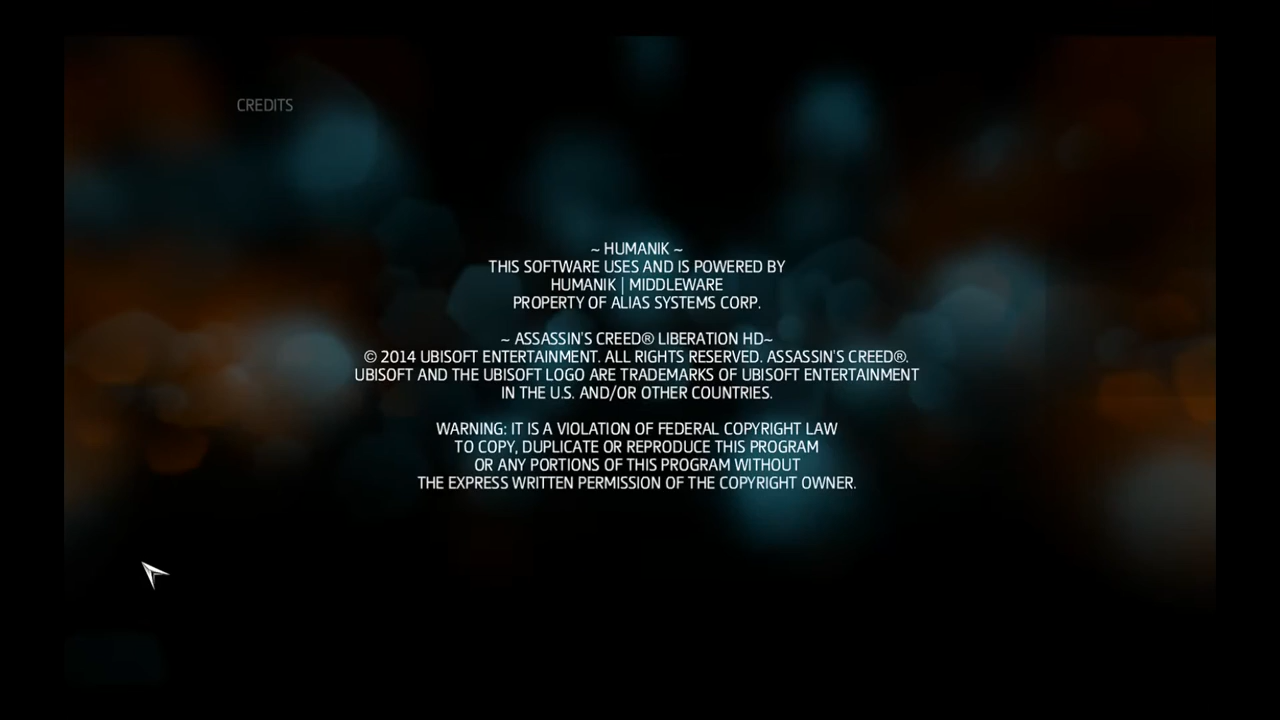 CREDITS
~ HUMANIK ~
THIS SOFTWARE USES AND IS POWERED BY
HUMANIK | MIDDLEWARE
PROPERTY OF ALIAS SYSTEMS CORP.
~ ASSASSIN'S CREED® LIBERATION HD~
© 2014 UBISOFT ENTERTAINMENT. ALL RIGHTS RESERVED. ASSASSIN'S CREED®.
UBISOFT AND THE UBISOFT LOGO ARE TRADEMARKS OF UBISOFT ENTERTAINMENT
IN THE U.S. AND/OR OTHER COUNTRIES.
WARNING: IT IS A VIOLATION OF FEDERAL COPYRIGHT LAW
TO COPY, DUPLICATE OR REPRODUCE THIS PROGRAM
OR ANY PORTIONS OF THIS PROGRAM WITHOUT
THE EXPRESS WRITTEN PERMISSION OF THE COPYRIGHT OWNER.